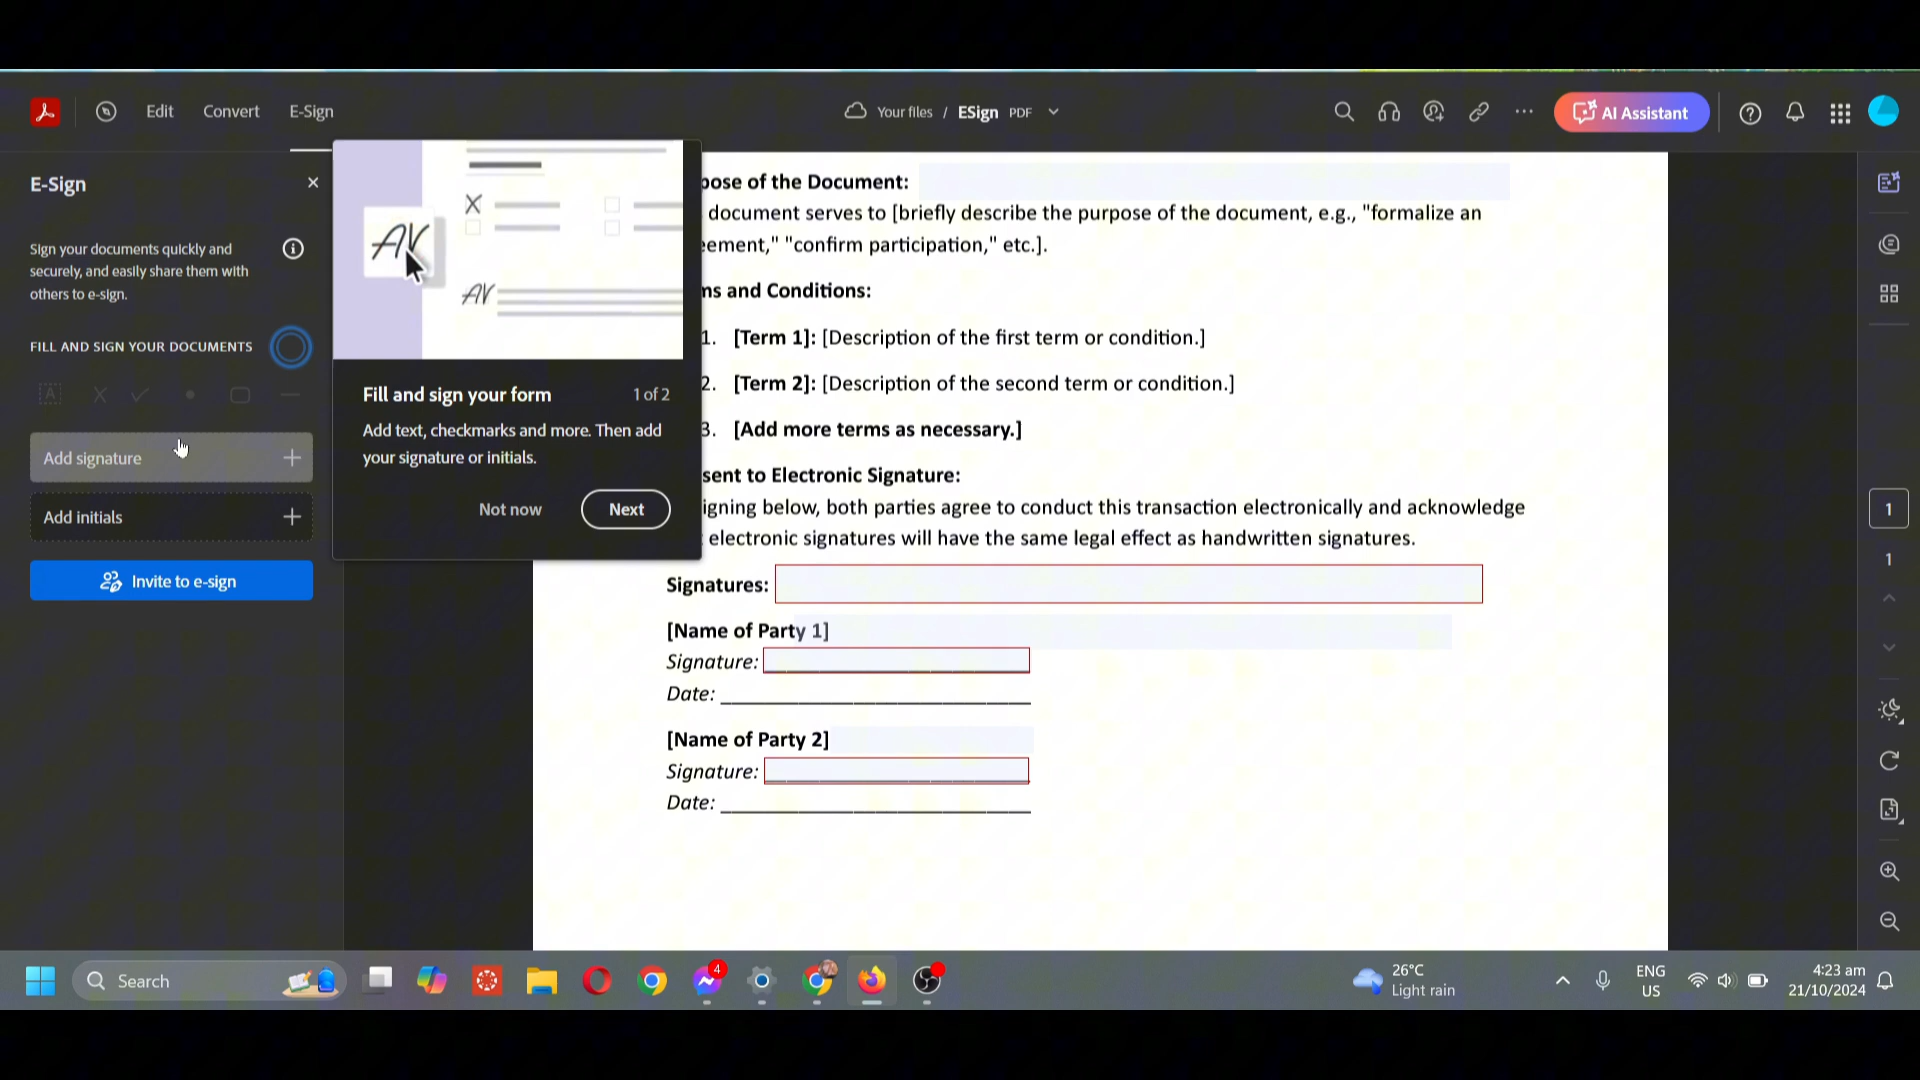 Edit
Convert
E-Sign
Your files / ESign PDF
AI Assistant
E-Sign
Sign your documents quickly and
securely, and easily share them with
others to e-sign.
FILL AND SIGN YOUR DOCUMENTS
Add signature
Add initials
Invite to e-sign
AV
AV
Fill and sign your form
1 of 2
Add text, checkmarks and more. Then add
your signature or initials.
Not now
Next
pose of the Document:
document serves to [briefly describe the purpose of the document, e.g., "formalize an
eement," "confirm participation," etc.].
ms and Conditions:
1. [Term 1]: [Description of the first term or condition.]
2. [Term 2]: [Description of the second term or condition.]
3. [Add more terms as necessary.]
sent to Electronic Signature:
igning below, both parties agree to conduct this transaction electronically and acknowledge
electronic signatures will have the same legal effect as handwritten signatures.
Signatures:
[Name of Party 1]
Signature:
Date:
[Name of Party 2]
Signature:
Date:
1
1
Search
4
26°C
Light rain
ENG
US
4:23 am
21/10/2024